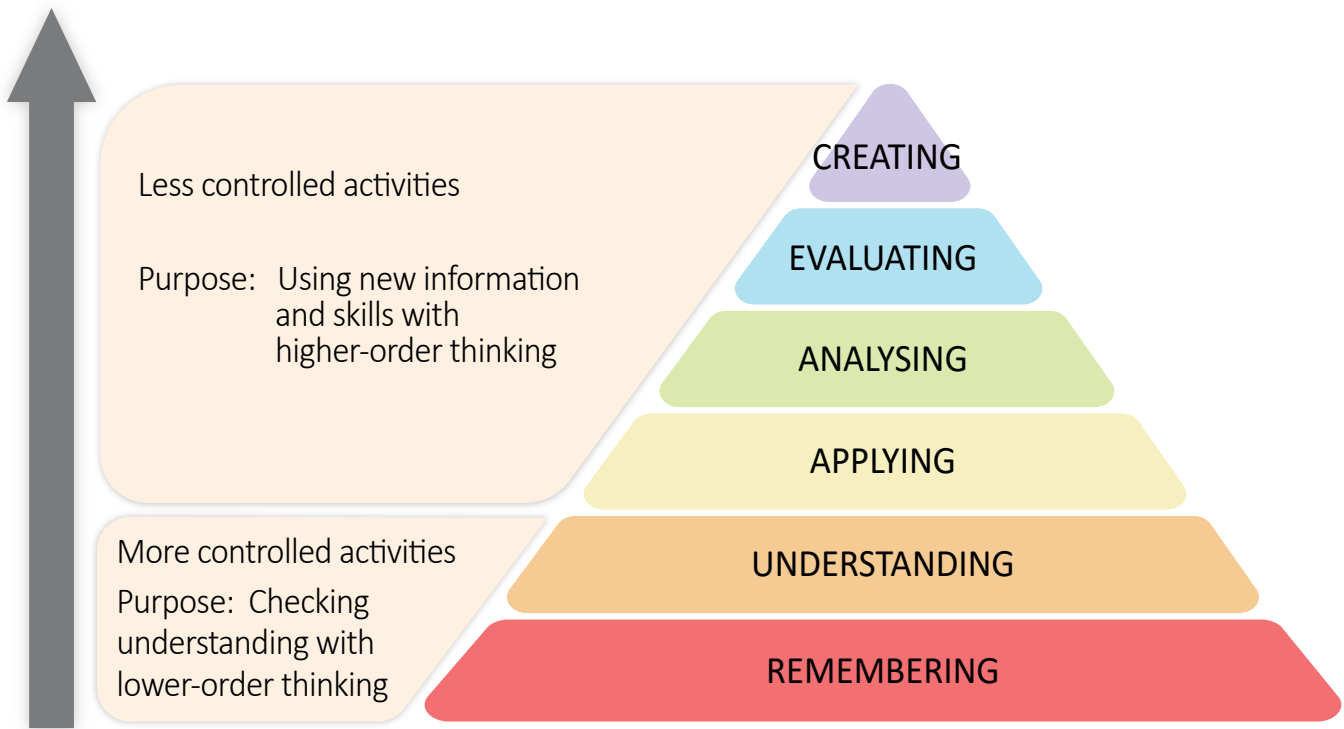 Less controlled activities
Purpose: Using new information
and skills with
higher-order thinking
More controlled activities
Purpose: Checking
understanding with
lower-order thinking
CREATING
EVALUATING
ANALYSING
APPLYING
UNDERSTANDING
REMEMBERING